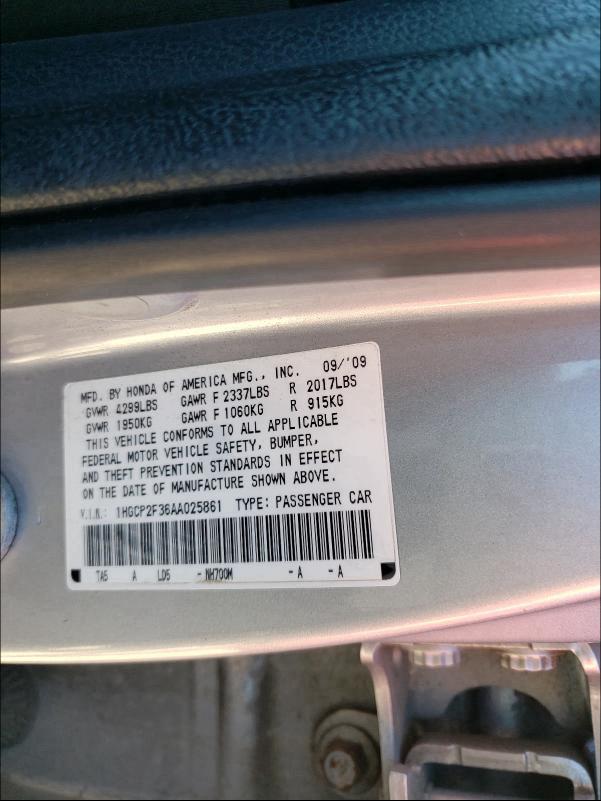 MFD. BY HONDA OF AMERICA MFG., INC. 09/'09
GVWR 4299LBS GAWR F 2337LBS R 2017LBS
GVWR 1950KG GAWR F 1060KG R 915KG
THIS VEHICLE CONFORMS TO ALL APPLICABLE
FEDERAL MOTOR VEHICLE SAFETY, BUMPER,
AND THEFT PREVENTION STANDARDS IN EFFECT
ON THE DATE OF MANUFACTURE SHOWN ABOVE.
V.I.N.: 1HGCP2F36AA025861 TYPE: PASSENGER CAR
TA5 A LD5 -NH700M -A -A